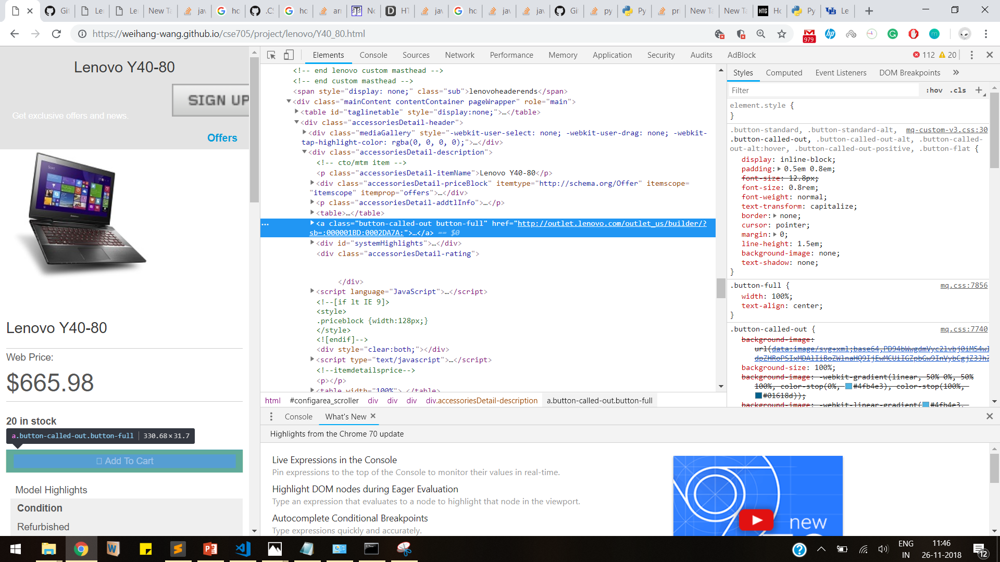 Git
Le
Le
New Ta
jav
ho
.CS
ho
arr
No
HT
jav
ho
jav
jav
Git
py
Py
pri
New Ta
New Ta
Ho
Py
Le
https://weihang-wang.github.io/cse705/project/lenovo/Y40_80.html
979
Lenovo Y40-80
SIGN UP
Get exclusive offers and news.
Offers
Lenovo Y40-80
Web Price:
$665.98
20 in stock
a.button-called-out.button-full 330.68 × 31.7
Add To Cart
Model Highlights
Condition
Refurbished
Elements Console Sources Network Performance Memory Application Security Audits AdBlock 112 20
<!-- end lenovo custom masthead -->
<!-- end custom masthead -->
<span style="display: none;" class="sub">lenovoheaderends</span>
<div class="mainContent contentContainer pageWrapper" role="main">
<table id="taglinetable" style="display:none;">…</table>
<div class="accessoriesDetail-header">
<div class="mediaGallery" style="-webkit-user-select: none; -webkit-user-drag: none; -webkit-
tap-highlight-color: rgba(0, 0, 0, 0);">…</div>
<div class="accessoriesDetail-description">
<!-- cto/mtm item -->
<p class="accessoriesDetail-itemName">Lenovo Y40-80</p>
<div class="accessoriesDetail-priceBlock" itemtype="http://schema.org/Offer" itemscope=
"itemscope" itemprop="offers">…</div>
<p class="accessoriesDetail-addtlInfo">…</p>
<table>…</table>
<a class="button-called-out button-full" href="http://outlet.lenovo.com/outlet_us/builder/?
sb=:000001BD:0002DA7A:">…</a> == $0
<div id="systemHighlights">…</div>
<div class="accessoriesDetail-rating">
</div>
<script language="JavaScript">…</script>
<!--[if lt IE 9]>
<style>
.priceblock {width:128px;}
</style>
<![endif]-->
<div style="clear:both;"></div>
<script type="text/javascript">…</script>
<!--itemdetailsprice-->
<p></p>
<table width="100%">…</table>
html #configarea_scroller div div div div.accessoriesDetail-description a.button-called-out.button-full
Styles Computed Event Listeners DOM Breakpoints »
Filter :hov .cls +
element.style {
}
.button-standard, .button-standard-alt, mq-custom-v3.css:30
.button-called-out, .button-called-out-alt, .button-called-
out-alt:hover, .button-called-out-positive, .button-flat {
display: inline-block;
padding: 0.5em 0.8em;
font-size: 12.8px;
font-size: 0.8rem;
font-weight: normal;
text-transform: capitalize;
border: none;
cursor: pointer;
margin: 0;
line-height: 1.5em;
background-image: none;
text-shadow: none;
}
.button-full { mq.css:7856
width: 100%;
text-align: center;
}
.button-called-out { mq.css:7740
background-image:
background-size: 100%;
background-image: -webkit-gradient(linear, 50% 0%, 50%
100%, color-stop(0%, #4fb4e3), color-stop(100%,
#01618d));
background-image: -webkit-linear-gradient( #4fb4e3,
Console What's New
Highlights from the Chrome 70 update
Live Expressions in the Console
Pin expressions to the top of the Console to monitor their values in real-time.
Highlight DOM nodes during Eager Evaluation
Type an expression that evaluates to a node to highlight that node in the viewport.
Autocomplete Conditional Breakpoints
Type expressions quickly and accurately.
new
ENG
IN
11:46
26-11-2018
12